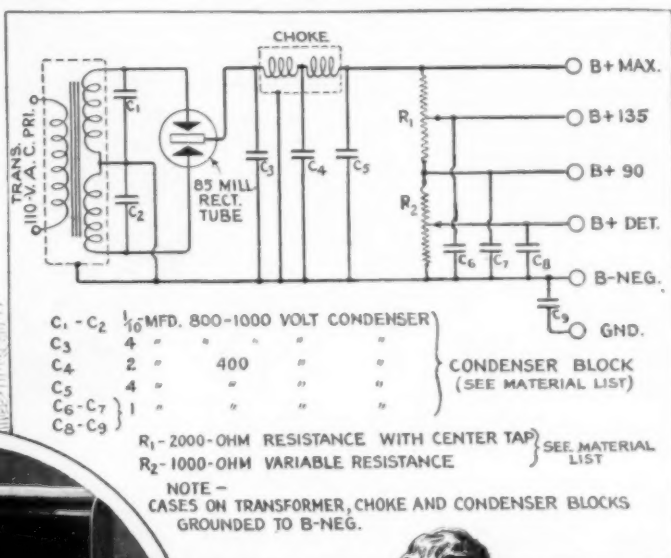 CHOKE
TRANS.
110-V. A.C. PRI.
C1
C2
85 MILL.
RECT.
TUBE
C3
C4
C5
R1
R2
C6
C7
C8
C9
B+ MAX.
B+ 135
B+ 90
B+ DET.
B-NEG.
GND.
C1 - C2 1/10-MFD. 800-1000 VOLT CONDENSER
C3 4 " " " " "
C4 2 " 400 " "
C5 4 " " " "
C6-C7 } 1 " " " "
C8-C9
CONDENSER BLOCK
(SEE MATERIAL LIST)
R1-2000-OHM RESISTANCE WITH CENTER TAP
R2-1000-OHM VARIABLE RESISTANCE
SEE MATERIAL
LIST
NOTE -
CASES ON TRANSFORMER, CHOKE AND CONDENSER BLOCKS
GROUNDED TO B-NEG.